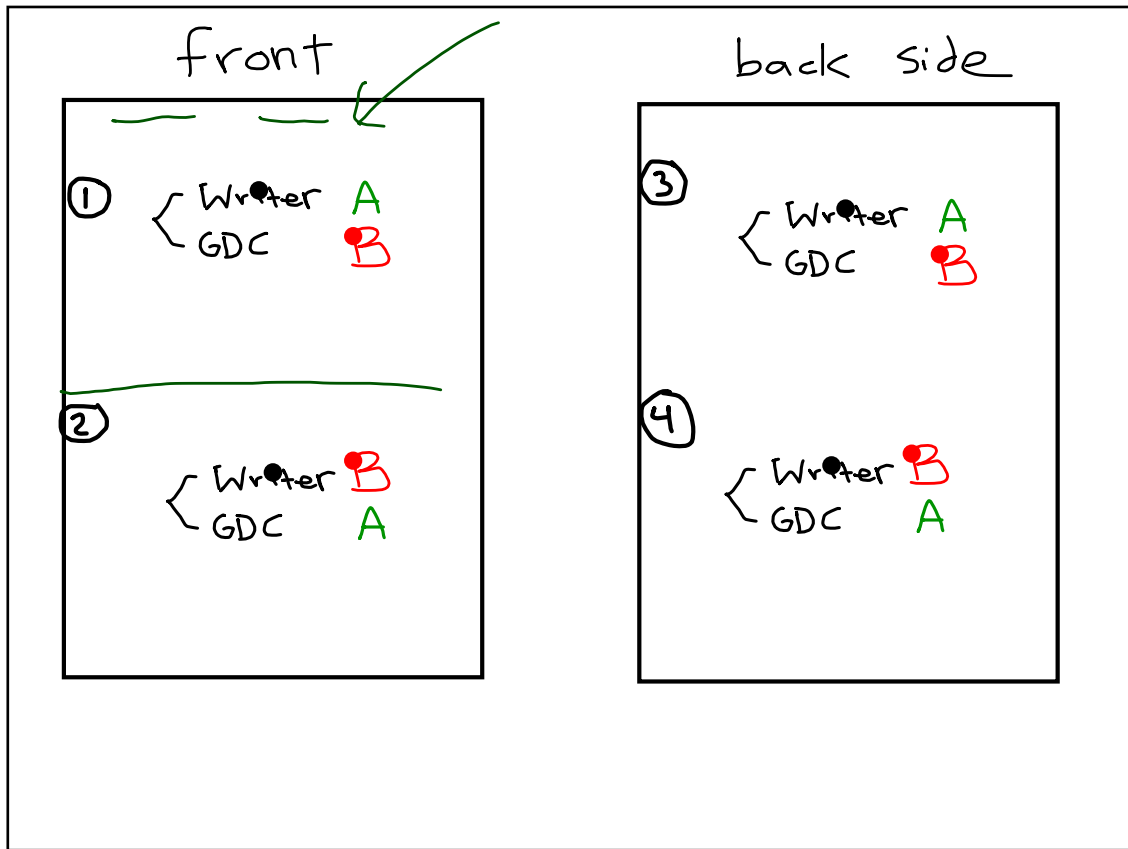 front
1
Writer A
GDC B
2
Writer B
GDC A
back side
3
Writer A
GDC B
4
Writer B
GDC A